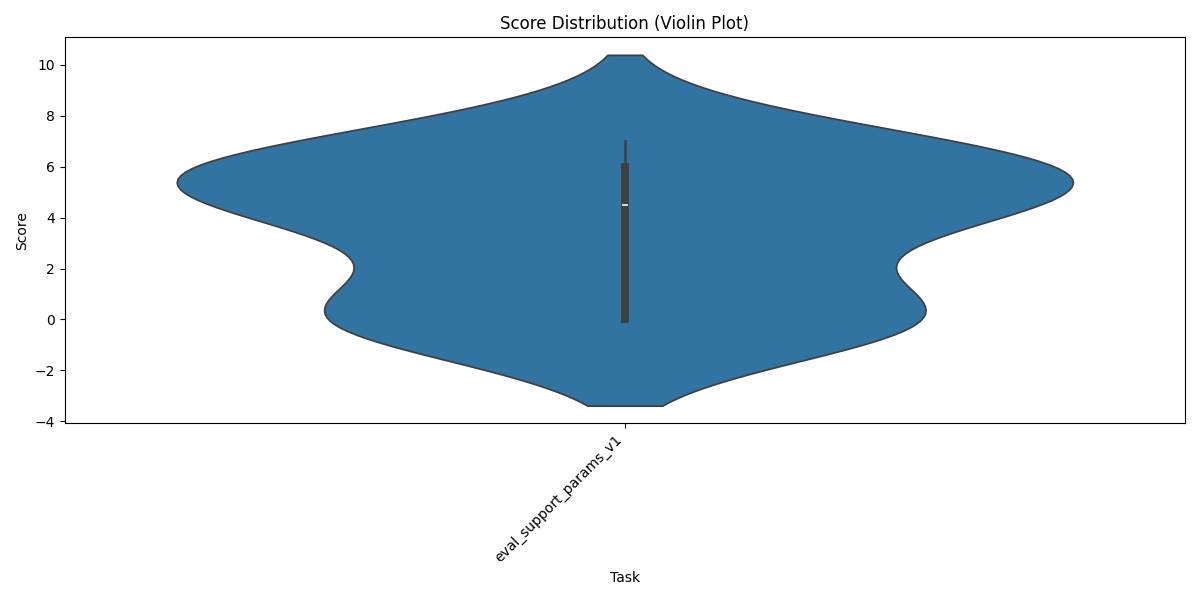 Score Distribution (Violin Plot)
10
8
6
4
2
0
−2
−4
Score
eval_support_params_v1
Task